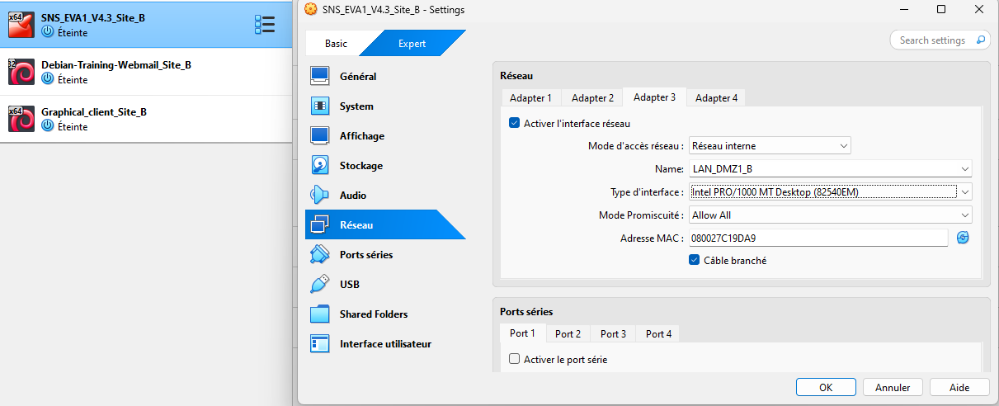 x64
SNS_EVA1_V4.3_Site_B
Éteinte
32
Debian-Training-Webmail_Site_B
Éteinte
x64
Graphical_client_Site_B
Éteinte
SNS_EVA1_V4.3_Site_B - Settings
Basic
Expert
Search settings
Général
System
Affichage
Stockage
Audio
Réseau
Ports séries
USB
Shared Folders
Interface utilisateur
Réseau
Adapter 1
Adapter 2
Adapter 3
Adapter 4
Activer l'interface réseau
Mode d'accès réseau : Réseau interne
Name: LAN_DMZ1_B
Type d'interface : Intel PRO/1000 MT Desktop (82540EM)
Mode Promiscuité : Allow All
Adresse MAC : 080027C19DA9
Câble branché
Ports séries
Port 1
Port 2
Port 3
Port 4
Activer le port série
OK
Annuler
Aide